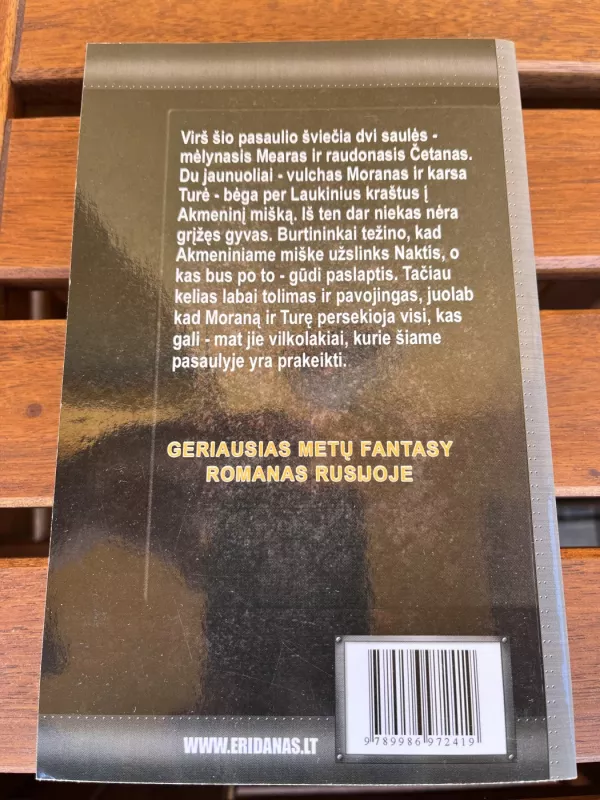 Virš šio pasaulio šviečia dvi saulės -
mėlynasis Mearas ir raudonasis Četanas.
Du jaunuoliai - vulchas Moranas ir karsa
Turė - bėga per Laukinius kraštus į
Akmeninį mišką. Iš ten dar niekas nėra
grįžęs gyvas. Burtininkai težino, kad
Akmeniniame miške užslinks Naktis, o
kas bus po to - gūdi paslaptis. Tačiau
kelias labai tolimas ir pavojingas, juolab
kad Moraną ir Turę persekioja visi, kas
gali - mat jie vilkolakiai, kurie šiame
pasaulyje yra prakeikti.
GERIAUSIAS METŲ FANTASY
ROMANAS RUSIJOJE
WWW.ERIDANAS.LT
9 789986 972419